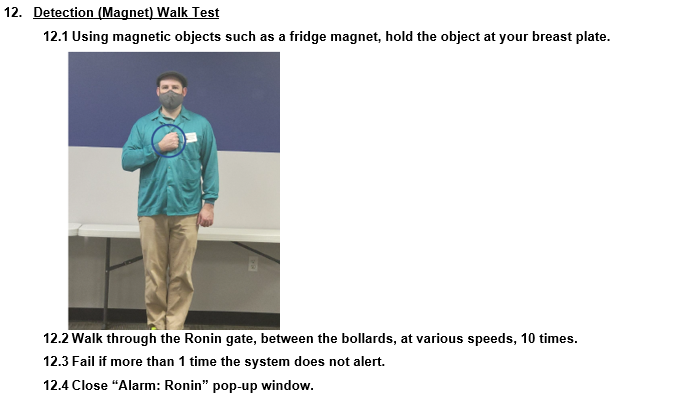 12. Detection (Magnet) Walk Test
12.1 Using magnetic objects such as a fridge magnet, hold the object at your breast plate.
12.2 Walk through the Ronin gate, between the bollards, at various speeds, 10 times.
12.3 Fail if more than 1 time the system does not alert.
12.4 Close “Alarm: Ronin” pop-up window.